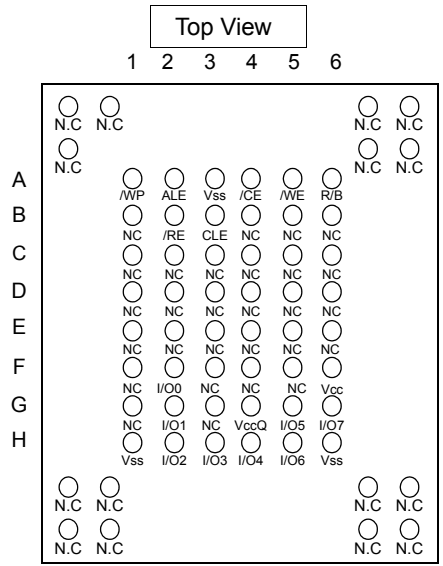 Top View
1 2 3 4 5 6
N.C N.C N.C N.C
N.C N.C N.C
A
/WP ALE Vss /CE /WE R/B
B
NC /RE CLE NC NC NC
C
NC NC NC NC NC NC
D
NC NC NC NC NC NC
E
NC NC NC NC NC NC
F
NC I/O0 NC NC NC Vcc
G
NC I/O1 NC VccQ I/O5 I/O7
H
Vss I/O2 I/O3 I/O4 I/O6 Vss
N.C N.C N.C N.C
N.C N.C N.C N.C